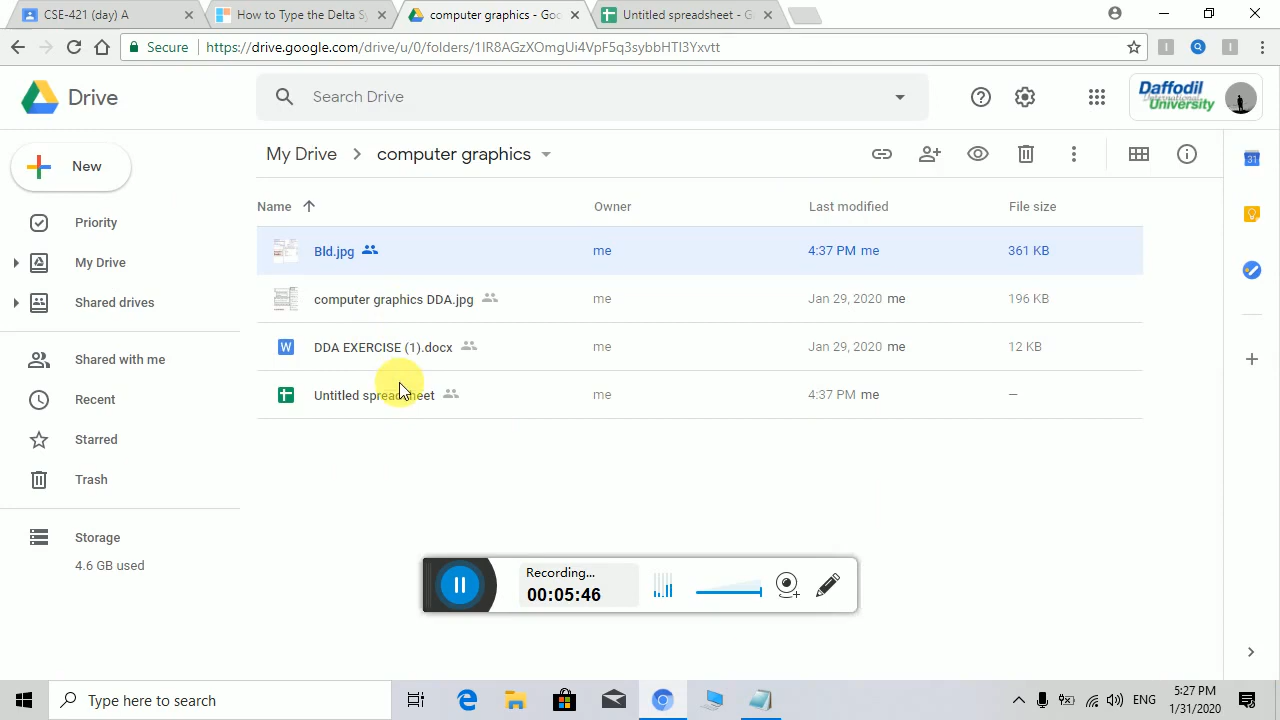 CSE-421 (day) A
How to Type the Delta Sy
computer graphics - Goo
Untitled spreadsheet - G
Secure
https://drive.google.com/drive/u/0/folders/1IR8AGzXOmgUi4VpF5q3sybbHTI3Yxvtt
Drive
Search Drive
Daffodil
International
University
New
My Drive
computer graphics
Name
Owner
Last modified
File size
Priority
My Drive
Shared drives
Shared with me
Recent
Starred
Trash
Storage
4.6 GB used
Bld.jpg
me
4:37 PM me
361 KB
computer graphics DDA.jpg
me
Jan 29, 2020 me
196 KB
W
DDA EXERCISE (1).docx
me
Jan 29, 2020 me
12 KB
Untitled spreadsheet
me
4:37 PM me
—
31
Recording...
00:05:46
Type here to search
ENG
5:27 PM
1/31/2020